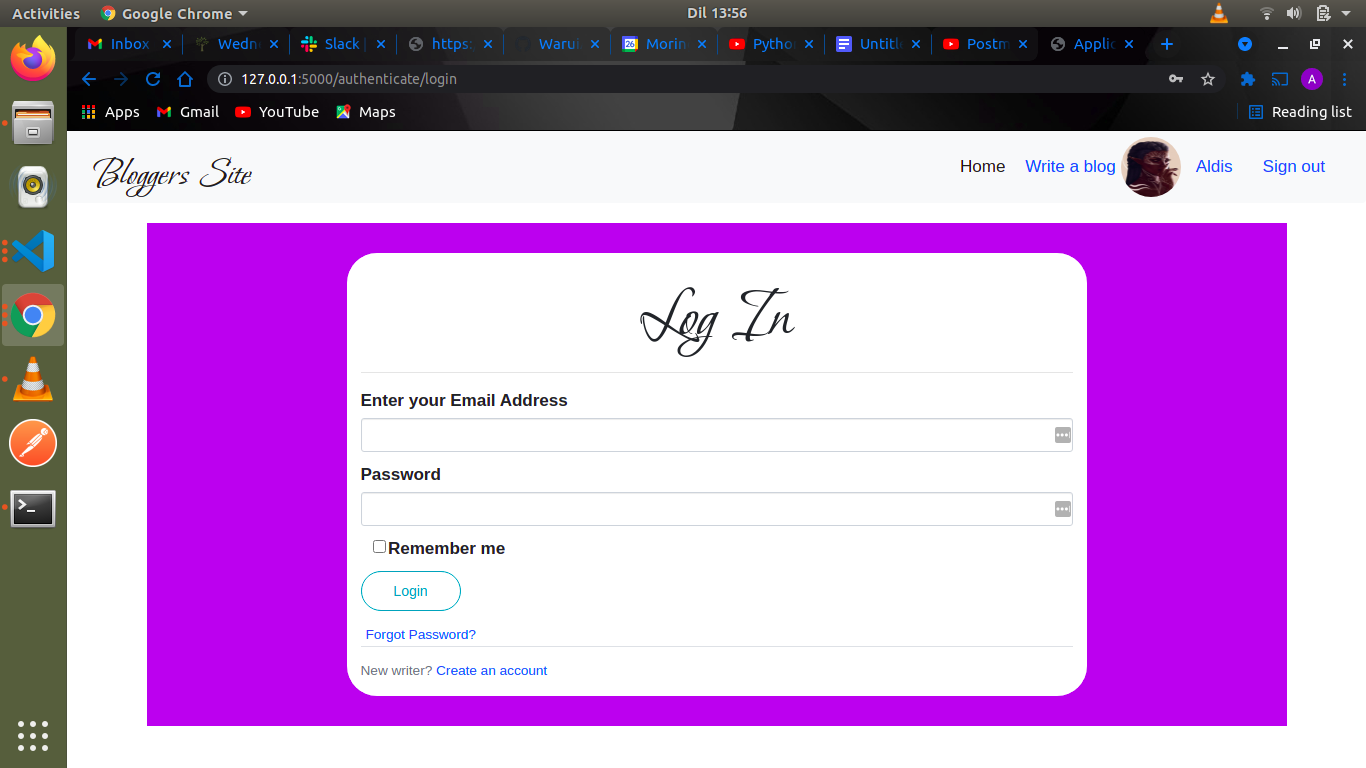 Activities Google Chrome Dil 13:56
Inbox Wedn Slack | https: Warui Morin Python Untitle Postm Applic
127.0.0.1:5000/authenticate/login A
Apps Gmail YouTube Maps Reading list
Bloggers Site Home Write a blog Aldis Sign out
Log In
Enter your Email Address
Password
Remember me
Login
Forgot Password?
New writer? Create an account